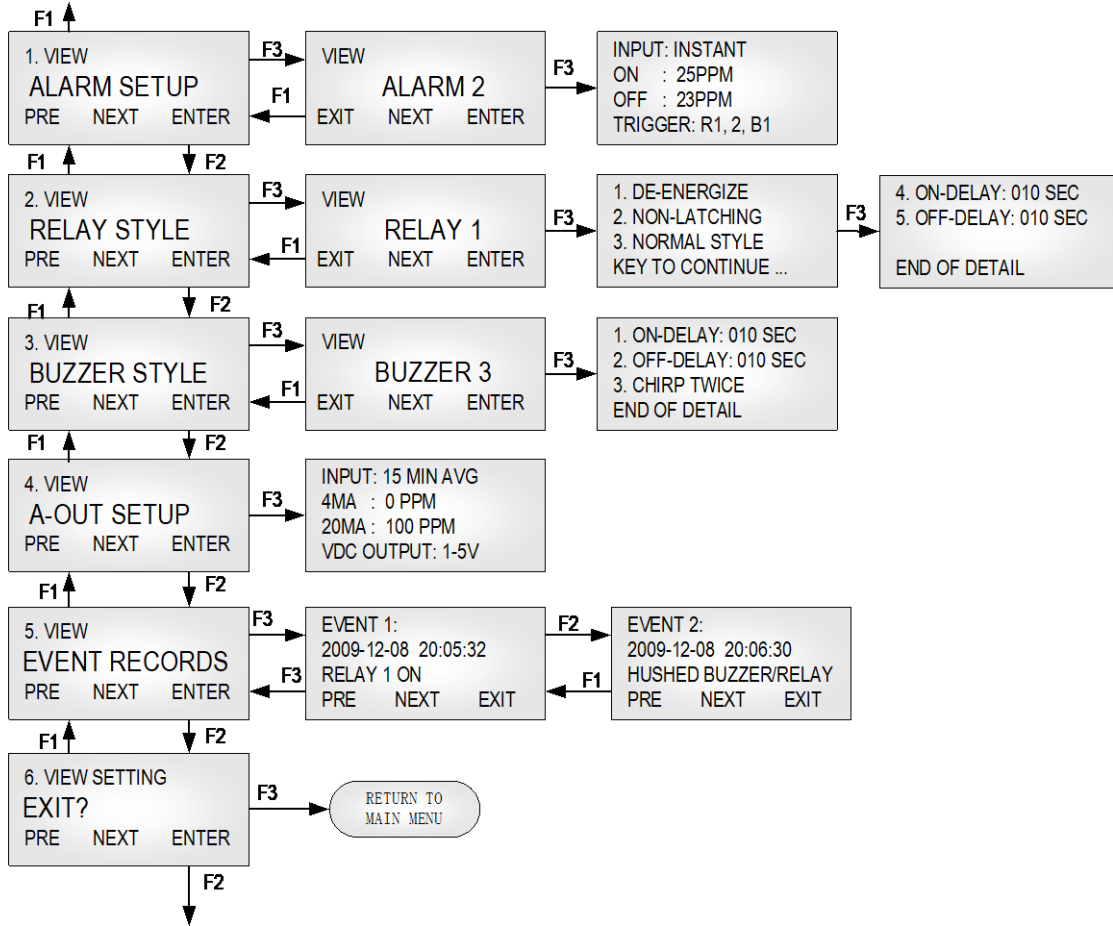 F1
1. VIEW
ALARM SETUP
PRE NEXT ENTER
F3
F1
VIEW
ALARM 2
EXIT NEXT ENTER
F3
INPUT: INSTANT
ON : 25PPM
OFF : 23PPM
TRIGGER: R1, 2, B1
F1 F2
2. VIEW
RELAY STYLE
PRE NEXT ENTER
F3
F1
VIEW
RELAY 1
EXIT NEXT ENTER
F3
1. DE-ENERGIZE
2. NON-LATCHING
3. NORMAL STYLE
KEY TO CONTINUE ...
F3
4. ON-DELAY: 010 SEC
5. OFF-DELAY: 010 SEC
END OF DETAIL
F1 F2
3. VIEW
BUZZER STYLE
PRE NEXT ENTER
F3
F1
VIEW
BUZZER 3
EXIT NEXT ENTER
F3
1. ON-DELAY: 010 SEC
2. OFF-DELAY: 010 SEC
3. CHIRP TWICE
END OF DETAIL
F1 F2
4. VIEW
A-OUT SETUP
PRE NEXT ENTER
F3
INPUT: 15 MIN AVG
4MA : 0 PPM
20MA : 100 PPM
VDC OUTPUT: 1-5V
F1 F2
5. VIEW
EVENT RECORDS
PRE NEXT ENTER
F3
F3
EVENT 1:
2009-12-08 20:05:32
RELAY 1 ON
PRE NEXT EXIT
F2
F1
EVENT 2:
2009-12-08 20:06:30
HUSHED BUZZER/RELAY
PRE NEXT EXIT
F1 F2
6. VIEW SETTING
EXIT?
PRE NEXT ENTER
F3
RETURN TO
MAIN MENU
F2